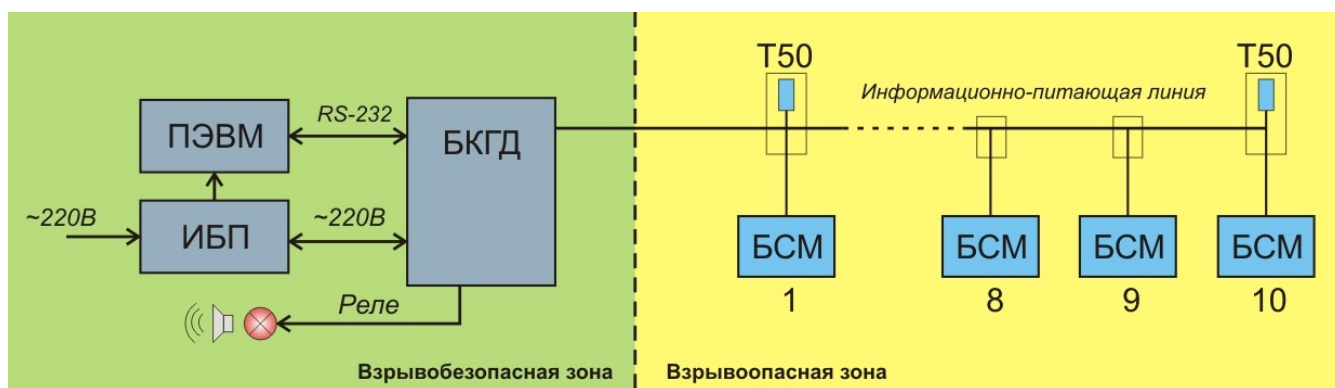 Т50
Т50
Информационно-питающая линия
RS-232
ПЭВМ
БКГД
~220В
ИБП
~220В
БСМ
БСМ
БСМ
БСМ
1
8
9
10
Реле
Взрывобезопасная зона
Взрывоопасная зона